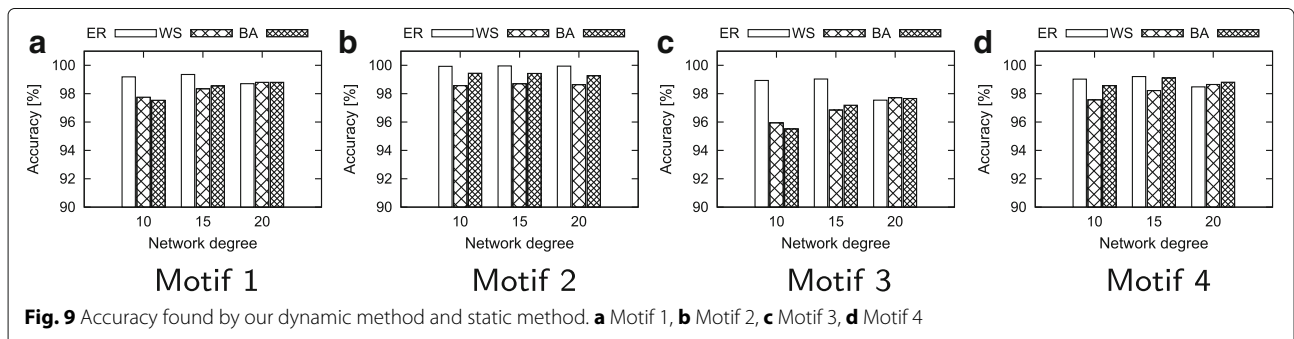 a
ER WS BA
Accuracy [%]
100
98
96
94
92
90
10 15 20
Network degree
Motif 1
b
ER WS BA
Accuracy [%]
100
98
96
94
92
90
10 15 20
Network degree
Motif 2
c
ER WS BA
Accuracy [%]
100
98
96
94
92
90
10 15 20
Network degree
Motif 3
d
ER WS BA
Accuracy [%]
100
98
96
94
92
90
10 15 20
Network degree
Motif 4
Fig. 9 Accuracy found by our dynamic method and static method. a Motif 1, b Motif 2, c Motif 3, d Motif 4